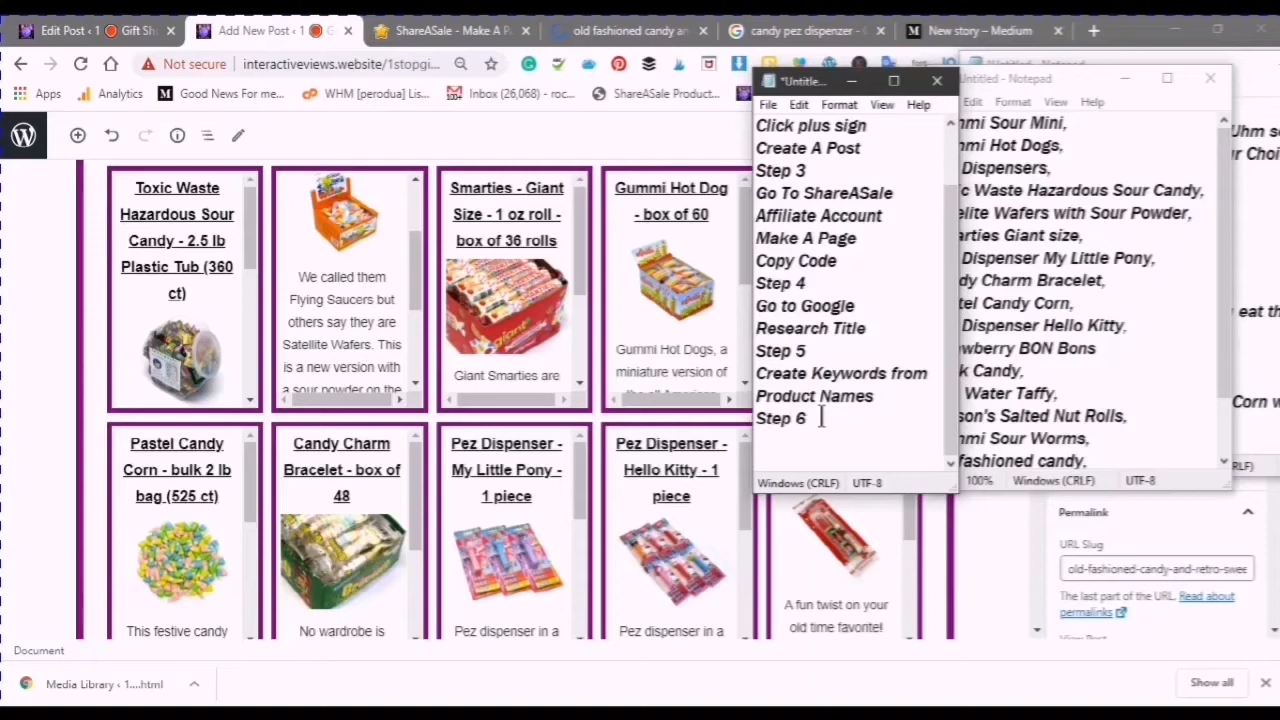 Edit Post ‹ 1 🔴 Gift Sh
Add New Post ‹ 1 🔴 G
ShareASale - Make A P
old fashioned candy an
candy pez dispenzer -
New story – Medium
Not secure
interactiveviews.website/1stopgi...
Apps
Analytics
Good News For me...
WHM [perodua] Lis...
Inbox (26,068) - roc...
ShareASale Product...
*Untitle...
File Edit Format View Help
Click plus sign
Create A Post
Step 3
Go To ShareASale
Affiliate Account
Make A Page
Copy Code
Step 4
Go to Google
Research Title
Step 5
Create Keywords from
Product Names
Step 6
Windows (CRLF) UTF-8
Untitled - Notepad
Edit Format View Help
mi Sour Mini,
mi Hot Dogs,
Dispensers,
c Waste Hazardous Sour Candy,
elite Wafers with Sour Powder,
arties Giant size,
Dispenser My Little Pony,
dy Charm Bracelet,
tel Candy Corn,
Dispenser Hello Kitty,
wberry BON Bons
k Candy,
Water Taffy,
son's Salted Nut Rolls,
mi Sour Worms,
fashioned candy,
100% Windows (CRLF) UTF-8
Uhm so
r Choi
eat th
Corn w
RLF)
Toxic Waste
Hazardous Sour
Candy - 2.5 lb
Plastic Tub (360
ct)
We called them
Flying Saucers but
others say they are
Satellite Wafers. This
is a new version with
a sour powder on the
Smarties - Giant
Size - 1 oz roll -
box of 36 rolls
Giant Smarties are
Gummi Hot Dog
- box of 60
Gummi Hot Dogs, a
miniature version of
Pastel Candy
Corn - bulk 2 lb
bag (525 ct)
This festive candy
Candy Charm
Bracelet - box of
48
No wardrobe is
Pez Dispenser -
My Little Pony -
1 piece
Pez dispenser in a
Pez Dispenser -
Hello Kitty - 1
piece
Pez dispenser in a
A fun twist on your
old time favorite!
Permalink
URL Slug
old-fashioned-candy-and-retro-swee
The last part of the URL. Read about
permalinks
Document
Media Library ‹ 1....html
Show all